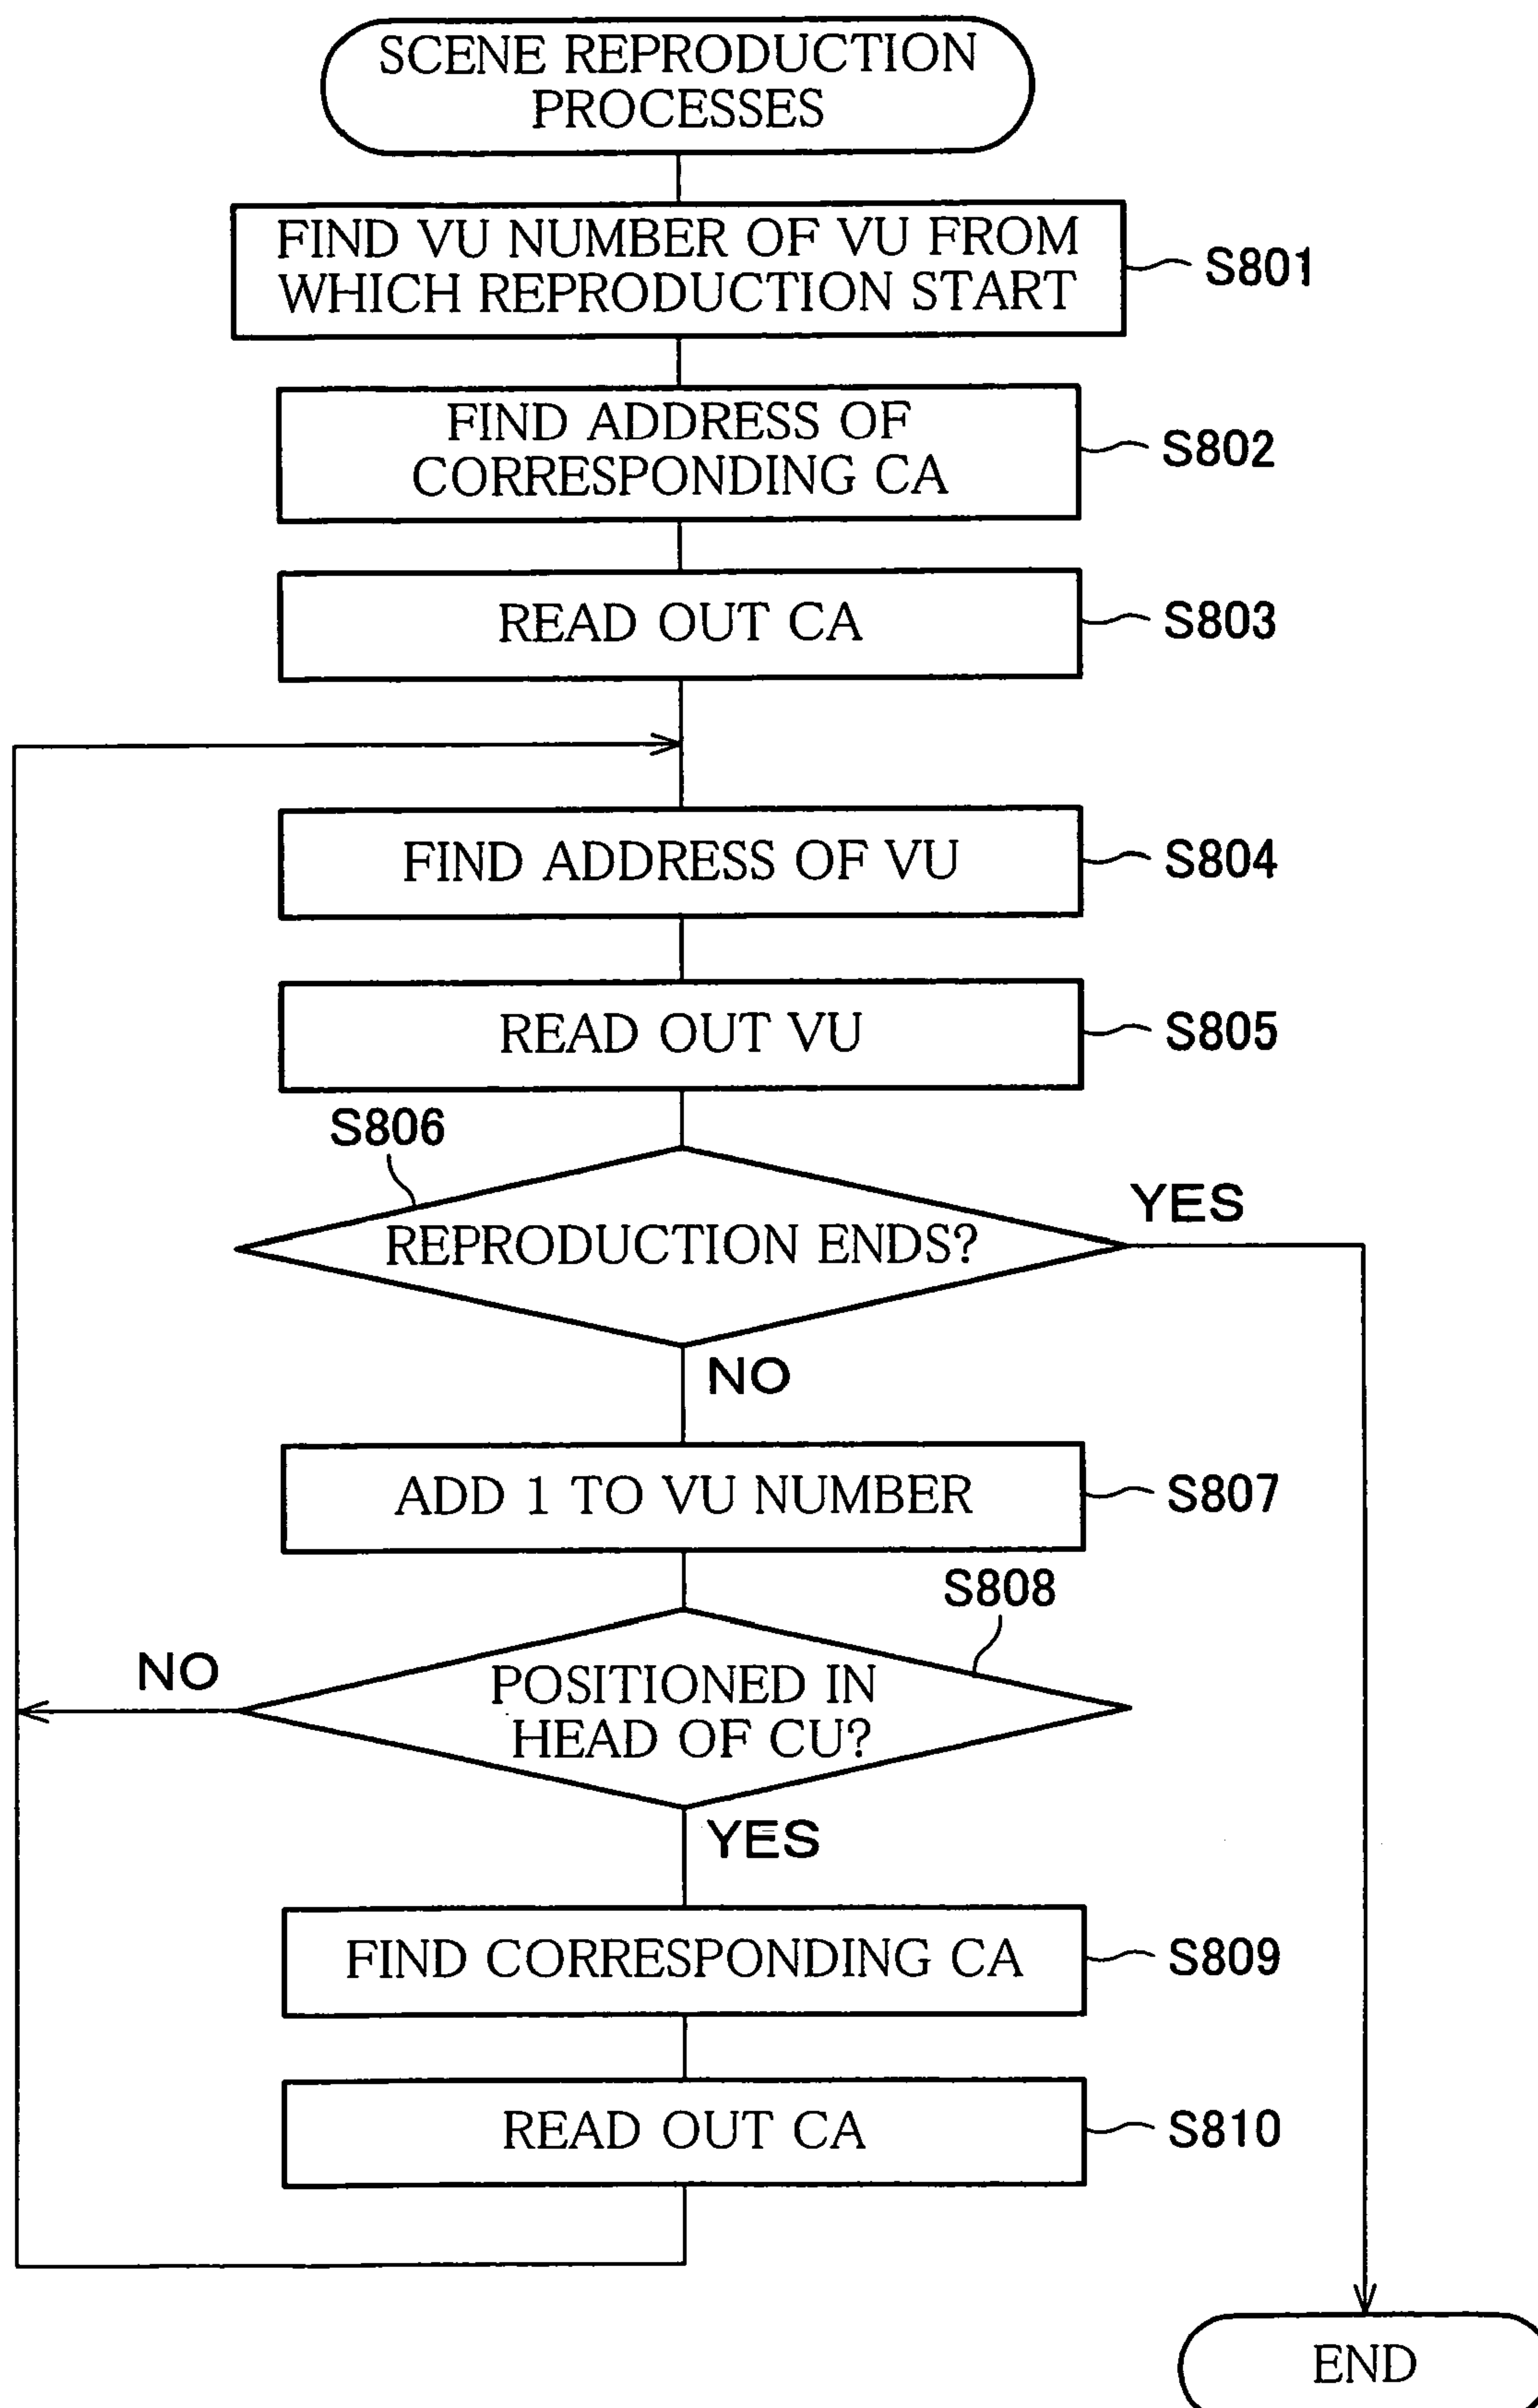 SCENE REPRODUCTION
PROCESSES
FIND VU NUMBER OF VU FROM
WHICH REPRODUCTION START
S801
FIND ADDRESS OF
CORRESPONDING CA
S802
READ OUT CA
S803
FIND ADDRESS OF VU
S804
READ OUT VU
S805
S806
REPRODUCTION ENDS?
YES
NO
ADD 1 TO VU NUMBER
S807
S808
POSITIONED IN
HEAD OF CU?
NO
YES
FIND CORRESPONDING CA
S809
READ OUT CA
S810
END